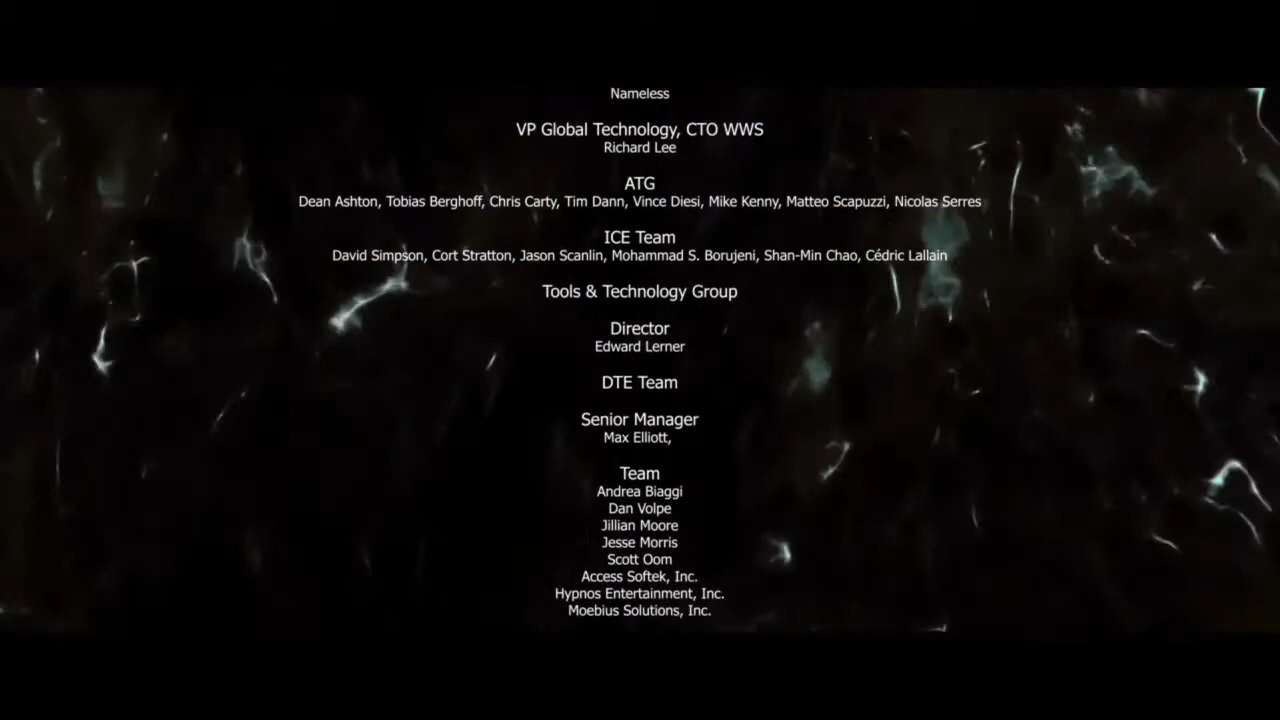 Nameless
VP Global Technology, CTO WWS
Richard Lee
ATG
Dean Ashton, Tobias Berghoff, Chris Carty, Tim Dann, Vince Diesi, Mike Kenny, Matteo Scapuzzi, Nicolas Serres
ICE Team
David Simpson, Cort Stratton, Jason Scanlin, Mohammad S. Borujeni, Shan-Min Chao, Cédric Lallain
Tools & Technology Group
Director
Edward Lerner
DTE Team
Senior Manager
Max Elliott,
Team
Andrea Biaggi
Dan Volpe
Jillian Moore
Jesse Morris
Scott Oom
Access Softek, Inc.
Hypnos Entertainment, Inc.
Moebius Solutions, Inc.